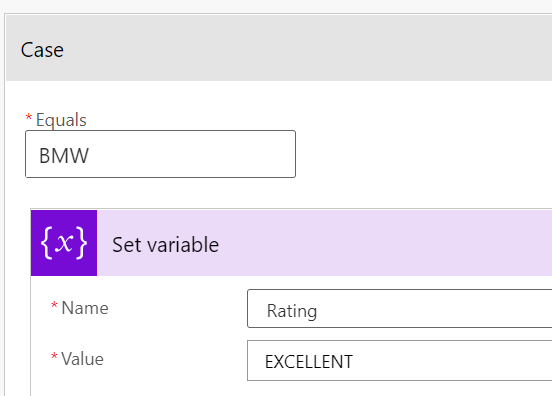 Case
* Equals
BMW
{x} Set variable
* Name Rating
* Value EXCELLENT